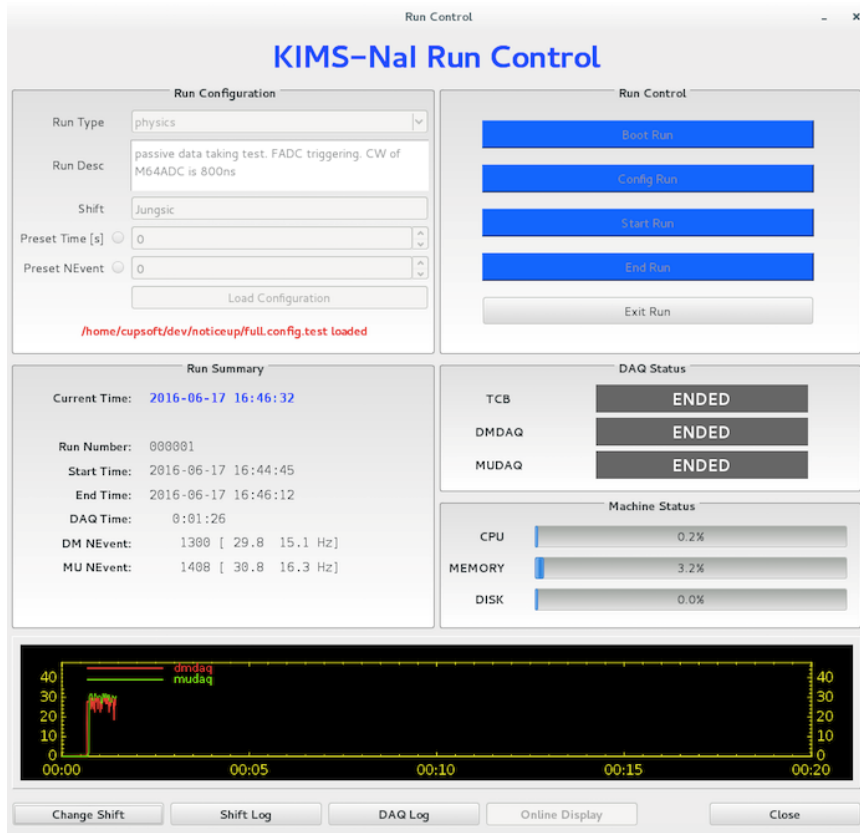 Run Control
KIMS-NaI Run Control
Run Configuration
Run Type physics
Run Desc passive data taking test. FADC triggering. CW of
M64ADC is 800ns
Shift Jungsic
Preset Time [s] 0
Preset NEvent 0
Load Configuration
/home/cupsoft/dev/noticeup/full.config.test loaded
Run Control
Boot Run
Config Run
Start Run
End Run
Exit Run
Run Summary
Current Time: 2016-06-17 16:46:32
Run Number: 000001
Start Time: 2016-06-17 16:44:45
End Time: 2016-06-17 16:46:12
DAQ Time: 0:01:26
DM NEvent: 1300 [ 29.8 15.1 Hz]
MU NEvent: 1408 [ 30.8 16.3 Hz]
DAQ Status
TCB ENDED
DMDAQ ENDED
MUDAQ ENDED
Machine Status
CPU 0.2%
MEMORY 3.2%
DISK 0.0%
dmdaq
mudaq
40 40
30 30
20 20
10 10
0 0
00:00 00:05 00:10 00:15 00:20
Change Shift Shift Log DAQ Log Online Display Close